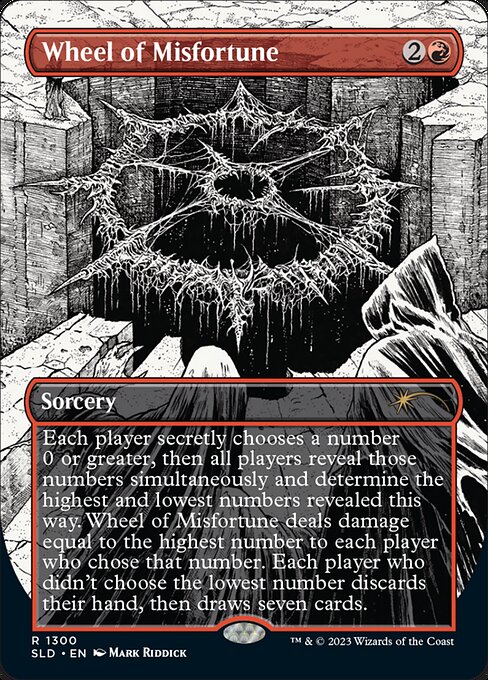 Wheel of Misfortune 2
Sorcery
Each player secretly chooses a number
0 or greater, then all players reveal those
numbers simultaneously and determine the
highest and lowest numbers revealed this
way. Wheel of Misfortune deals damage
equal to the highest number to each player
who chose that number. Each player who
didn't choose the lowest number discards
their hand, then draws seven cards.
R 1300
SLD • EN MARK RIDDICK
™ & © 2023 Wizards of the Coast